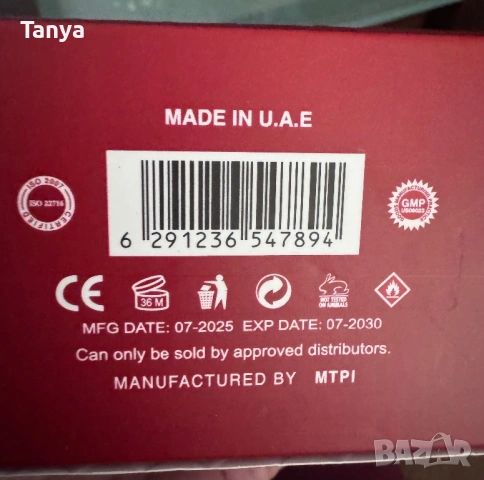 Tanya
MADE IN U.A.E
ISO 22716
CERTIFIED
GMP
6 291236 547894
CE
36 M
NOT TESTED
ON ANIMALS
MFG DATE: 07-2025 EXP DATE: 07-2030
Can only be sold by approved distributors.
MANUFACTURED BY MTPI
BAZAR